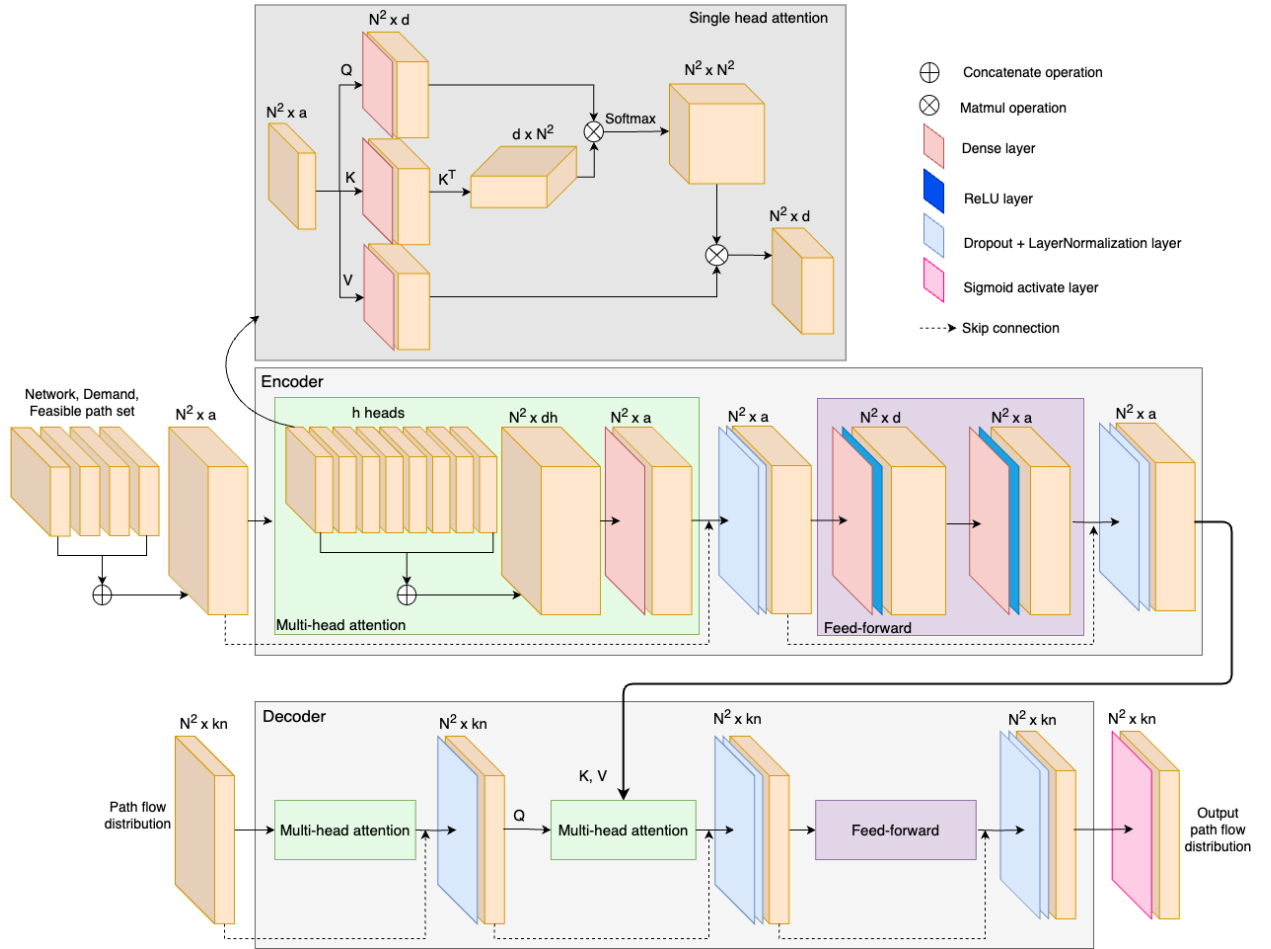 Single head attention
N² x d
Q
N² x a
K
V
K^T
d x N²
Softmax
N² x N²
N² x d
Concatenate operation
Matmul operation
Dense layer
ReLU layer
Dropout + LayerNormalization layer
Sigmoid activate layer
Skip connection
Network, Demand,
Feasible path set
N² x a
Encoder
h heads
N² x dh
N² x a
Multi-head attention
N² x a
N² x d
N² x a
Feed-forward
N² x a
Decoder
N² x kn
Path flow
distribution
Multi-head attention
N² x kn
Q
K, V
Multi-head attention
N² x kn
Feed-forward
N² x kn
N² x kn
Output
path flow
distribution